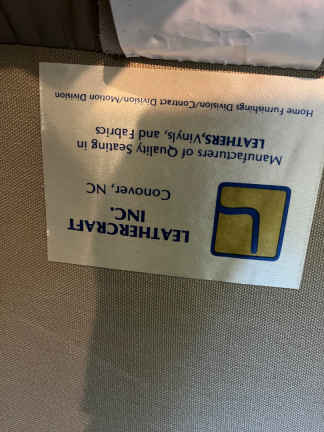 LEATHERCRAFT
INC.
Conover, NC
Manufacturers of Quality Seating in
LEATHERS,Vinyls, and Fabrics
Home Furnishings Division/Contract Division/Motion Division